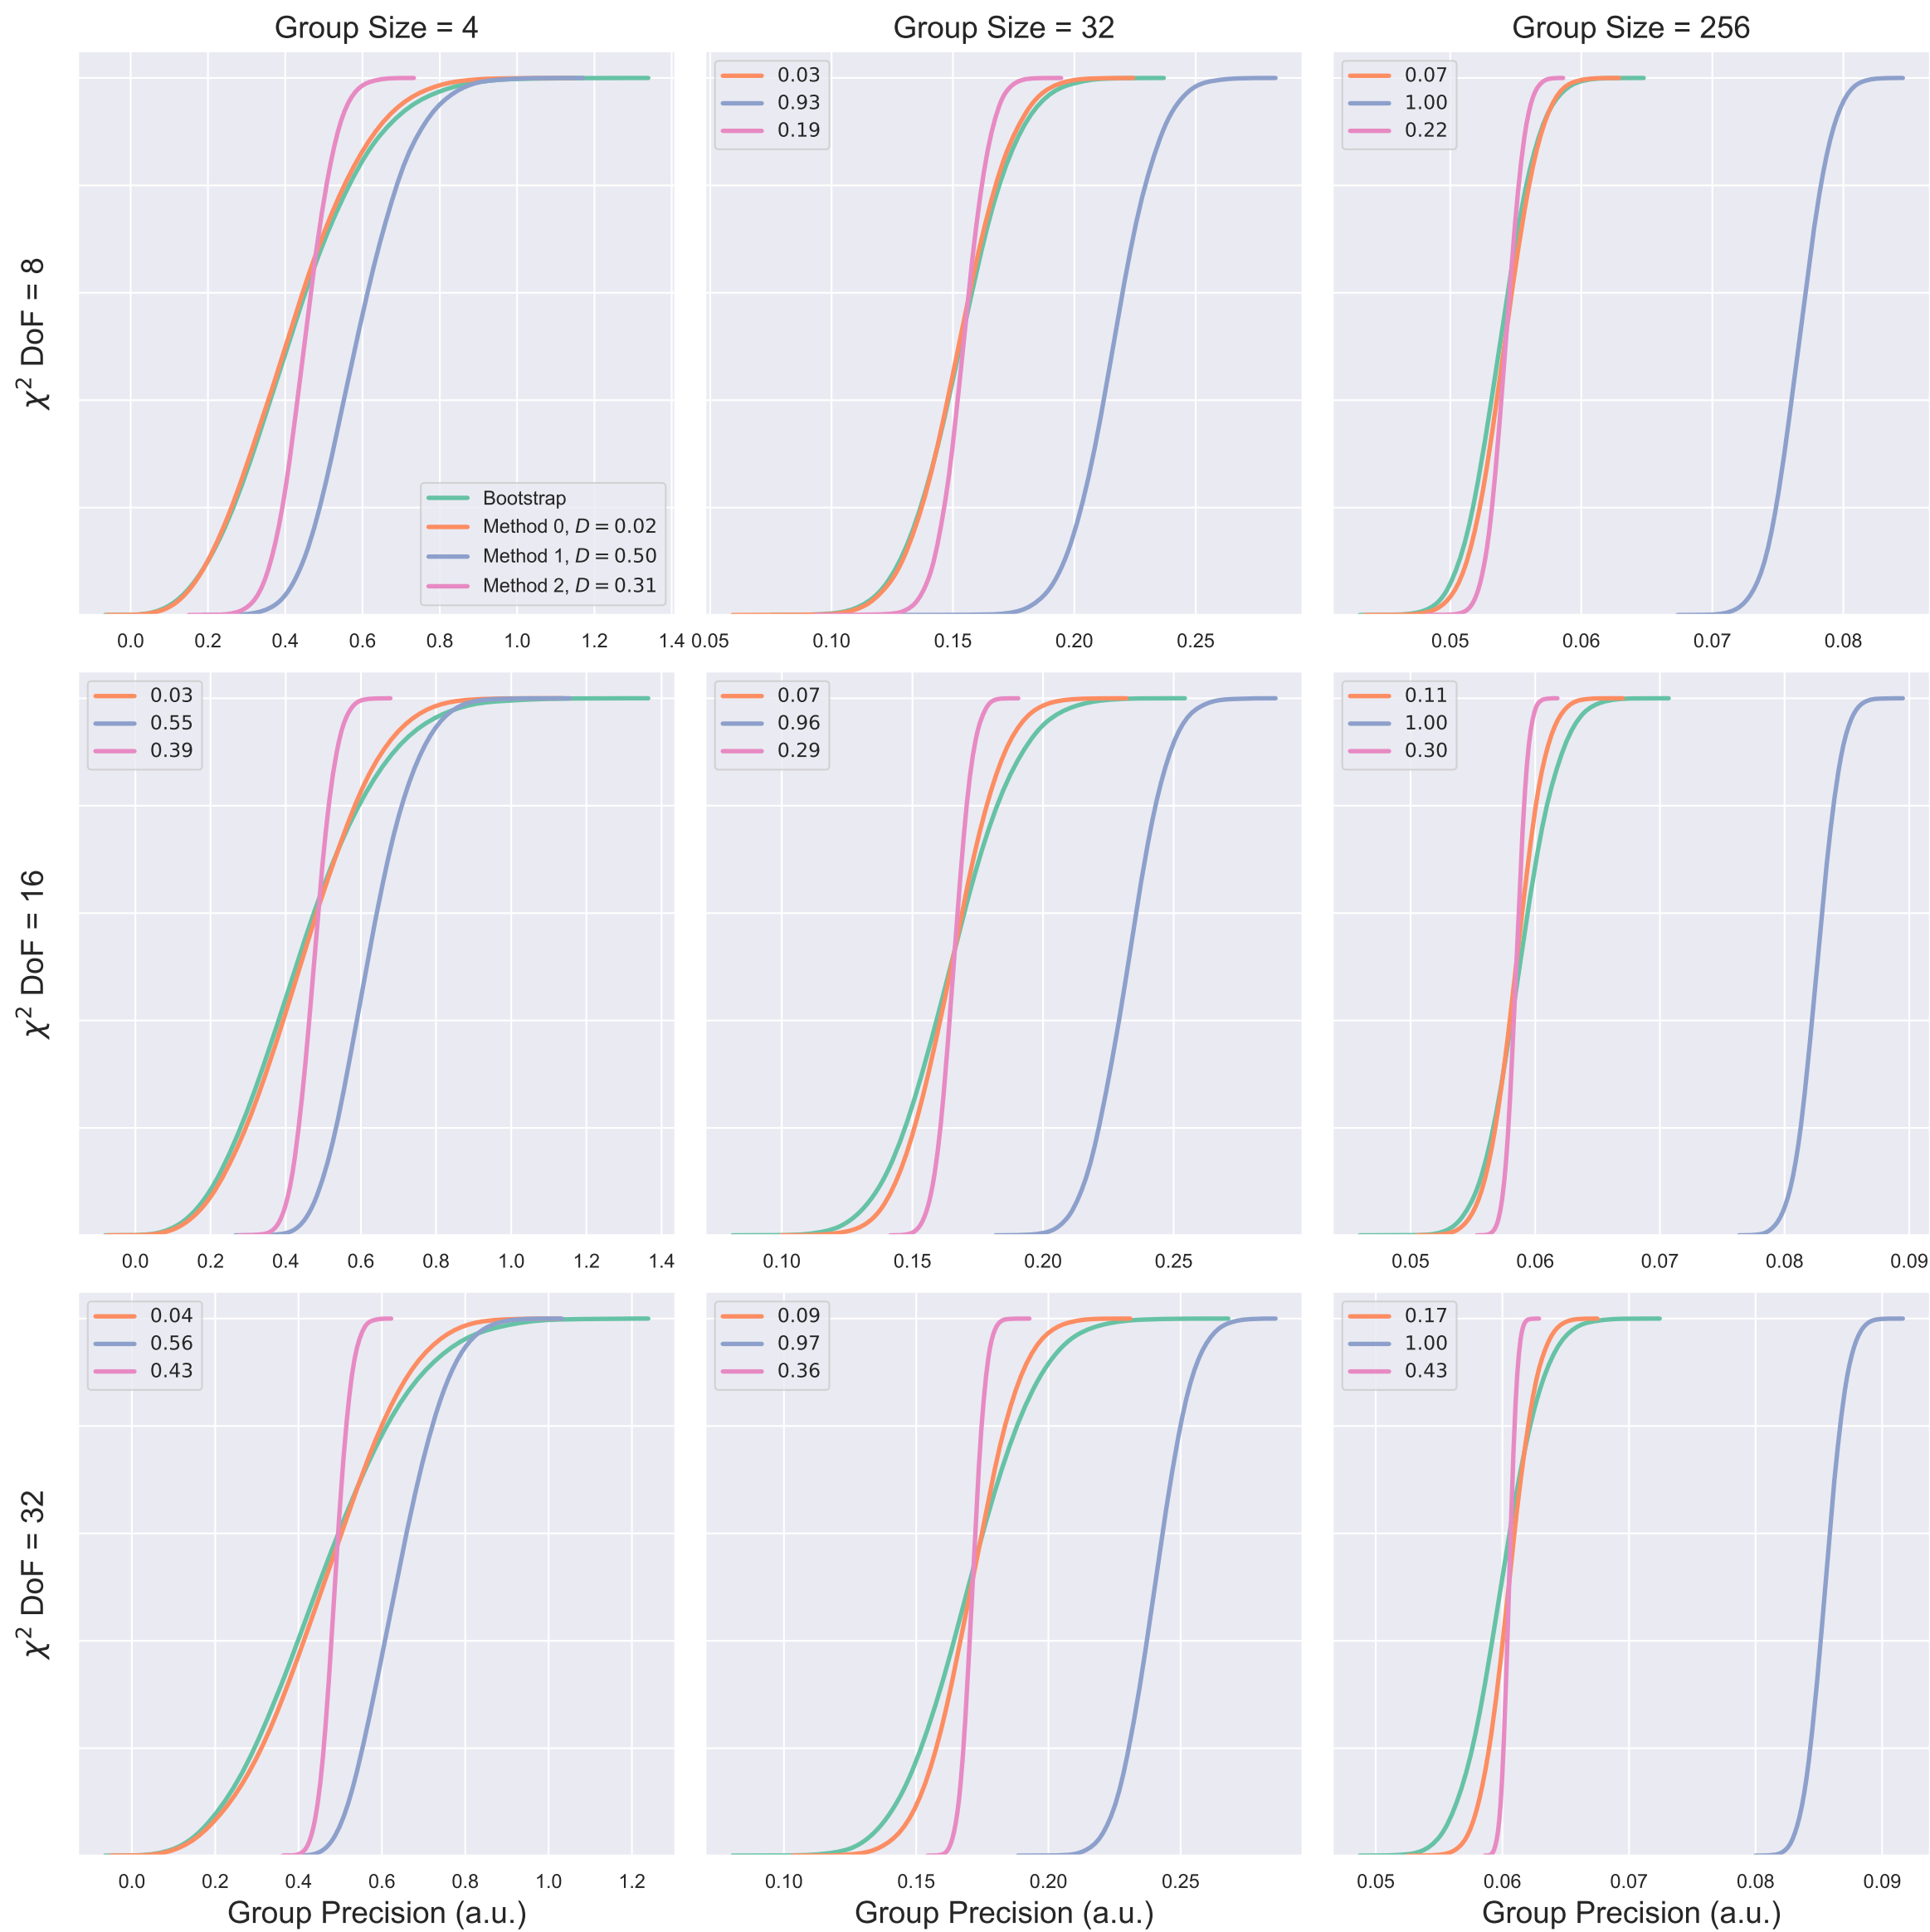 Group Size = 4
Group Size = 32
Group Size = 256
χ² DoF = 8
Bootstrap
Method 0, D = 0.02
Method 1, D = 0.50
Method 2, D = 0.31
0.03
0.93
0.19
0.07
1.00
0.22
0.0 0.2 0.4 0.6 0.8 1.0 1.2 1.4
0.05 0.10 0.15 0.20 0.25
0.05 0.06 0.07 0.08
χ² DoF = 16
0.03
0.55
0.39
0.07
0.96
0.29
0.11
1.00
0.30
0.0 0.2 0.4 0.6 0.8 1.0 1.2 1.4
0.10 0.15 0.20 0.25
0.05 0.06 0.07 0.08 0.09
χ² DoF = 32
0.04
0.56
0.43
0.09
0.97
0.36
0.17
1.00
0.43
0.0 0.2 0.4 0.6 0.8 1.0 1.2
0.10 0.15 0.20 0.25
0.05 0.06 0.07 0.08 0.09
Group Precision (a.u.)
Group Precision (a.u.)
Group Precision (a.u.)